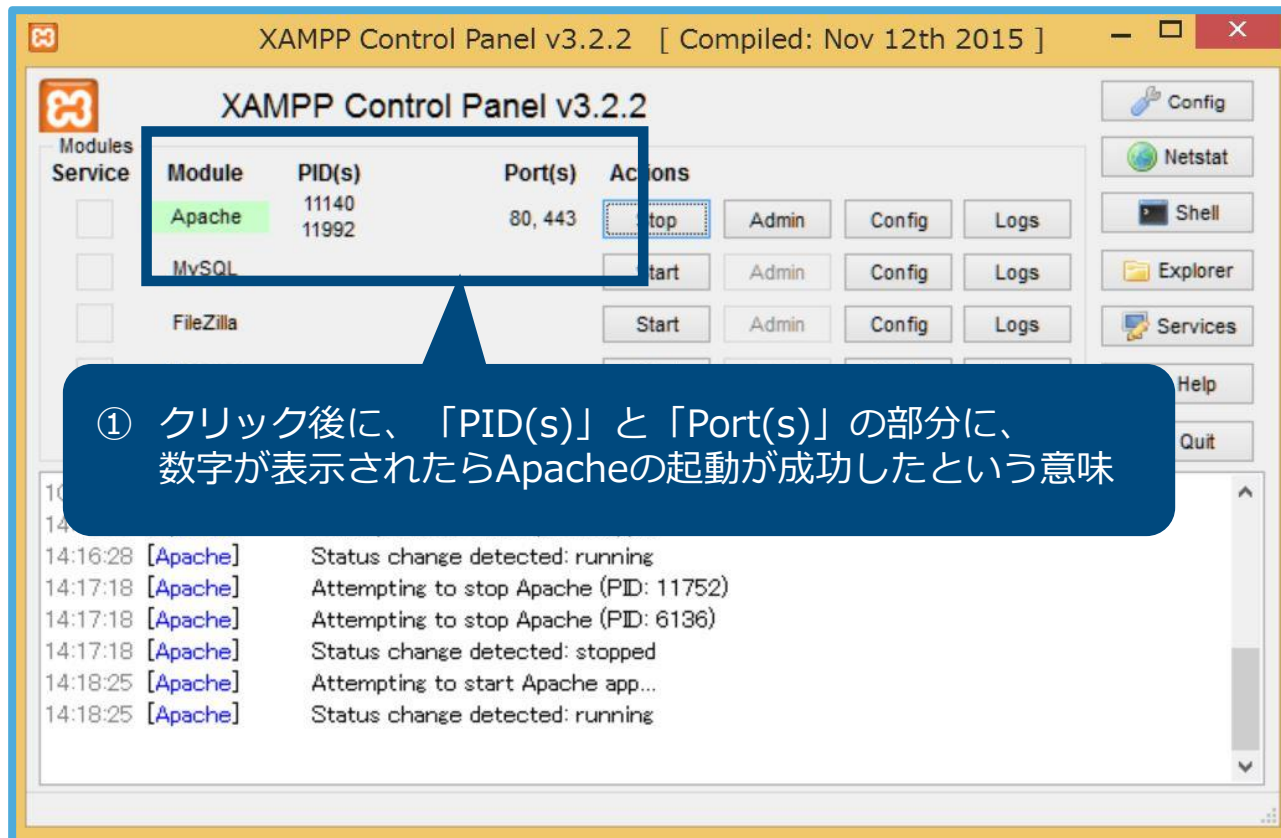 XAMPP Control Panel v3.2.2 [ Compiled: Nov 12th 2015 ]
XAMPP Control Panel v3.2.2
Modules
Service Module PID(s) Port(s) Actions
Apache 11140 11992 80, 443 Stop Admin Config Logs
MySQL Start Admin Config Logs
FileZilla Start Admin Config Logs
Config
Netstat
Shell
Explorer
Services
Help
Quit
① クリック後に、「PID(s)」と「Port(s)」の部分に、
数字が表示されたらApacheの起動が成功したという意味
14:16:28 [Apache] Status change detected: running
14:17:18 [Apache] Attempting to stop Apache (PID: 11752)
14:17:18 [Apache] Attempting to stop Apache (PID: 6136)
14:17:18 [Apache] Status change detected: stopped
14:18:25 [Apache] Attempting to start Apache app...
14:18:25 [Apache] Status change detected: running